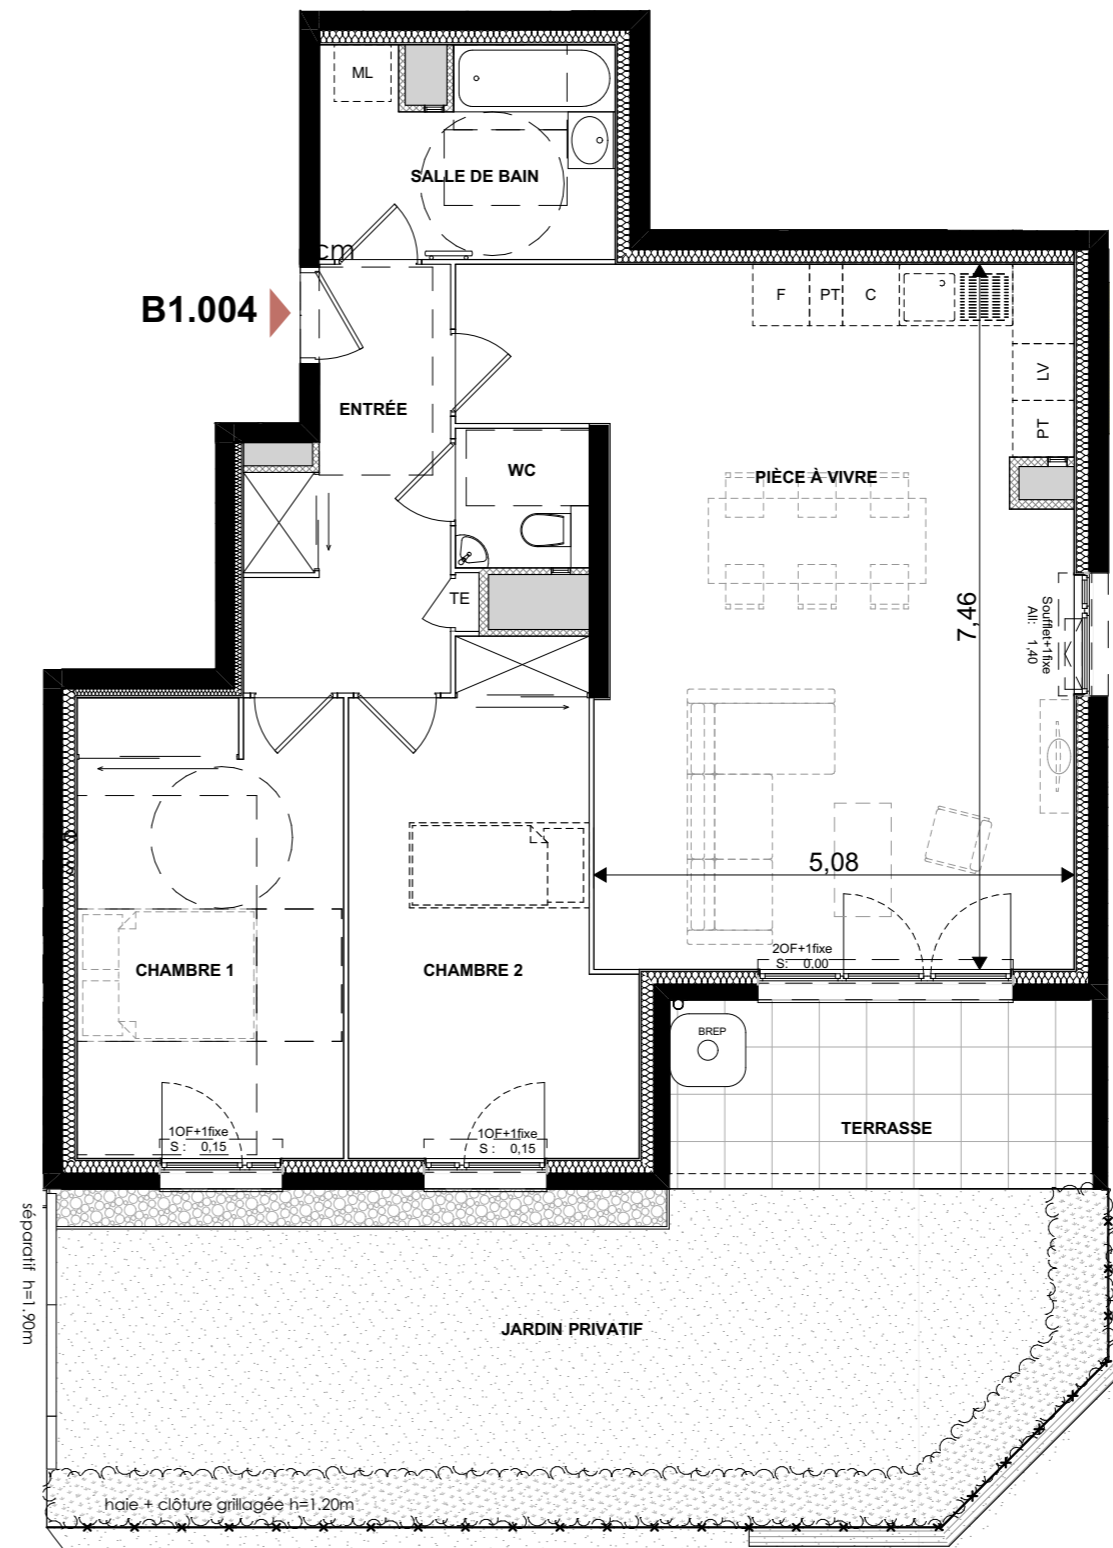 ML
SALLE DE BAIN
cm
B1.004
F
PT
C
LV
PT
ENTRÉE
WC
PIÈCE À VIVRE
TE
7,46
Soufflet+1fixe
All: 1,40
5,08
CHAMBRE 1
CHAMBRE 2
2OF+1fixe
S: 0,00
BREP
TERRASSE
1OF+1fixe
S : 0,15
1OF+1fixe
S : 0,15
séparatif h=1.90m
JARDIN PRIVATIF
haie + clôture grillagée h=1.20m